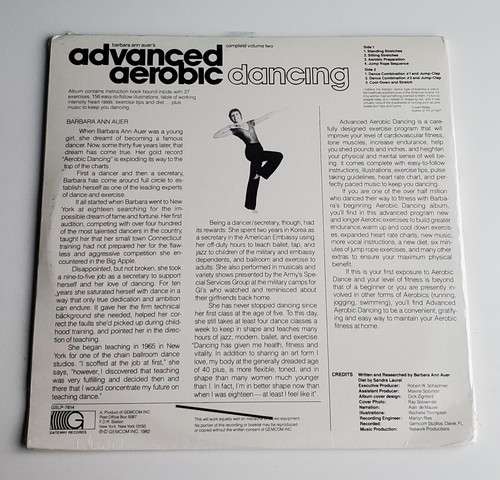 barbara ann auer's
complete volume two
advanced
aerobic dancing
Album contains instruction book bound inside with 37
exercises, 156 easy-to-follow illustrations, table of working
intensity heart rates, exercise tips and diet . . . plus
music to keep you dancing.
BARBARA ANN AUER
When Barbara Ann Auer was a young
girl, she dreamt of becoming a famous
dancer. Now, some thirty five years later, that
dream has come true. Her gold record
"Aerobic Dancing" is exploding its way to the
top of the charts.
First a dancer and then a secretary,
Barbara has come around full circle to es-
tablish herself as one of the leading experts
of dance and exercise.
It all started when Barbara went to New
York at eighteen searching for the im-
possible dream of fame and fortune. Her first
audition, competing with over four hundred
of the most talented dancers in the country,
taught her that her small town Connecticut
training had not prepared her for the flaw-
less and aggressive competition she en-
countered in the Big Apple.
Disappointed, but not broken, she took
a nine-to-five job as a secretary to support
herself and her love of dancing. For ten
years she saturated herself with dance in a
way that only true dedication and ambition
can endure. It gave her the firm technical
background she needed, helped her cor-
rect the faults she'd picked up during child-
hood training, and pointed her in the direc-
tion of teaching.
She began teaching in 1965 in New
York for one of the chain ballroom dance
studios. "I scoffed at the job at first", she
says, "however, I discovered that teaching
was very fulfilling and decided then and
there that I would concentrate my future on
teaching dance."
Being a dancer/secretary, though, had
its rewards. She spent two years in Korea as
a secretary in the American Embassy using
her off-duty hours to teach ballet, tap, and
jazz to children of the military and embassy
dependents, and ballroom and exercise to
adults. She also performed in musicals and
variety shows presented by the Army's Spe-
cial Services Group at the military camps for
GI's who watched and reminisced about
their girlfriends back home.
She has never stopped dancing since
her first class at the age of five. To this day,
she still takes at least four dance classes a
week to keep in shape and teaches many
hours of jazz, modern, ballet, and exercise.
"Dancing has given me health, fitness and
vitality. In addition to sharing an art form I
love, my body at the generally dreaded age
of 40 plus, is more flexible, toned, and in
shape than many women much younger
than I. In fact, I'm in better shape now than
when I was eighteen — at least I feel like it".
Side 1
1. Standing Stretches
2. Sitting Stretches
3. Aerobic Preparation
4. Jump Rope Sequence
Side 2
1. Dance Combination #1 and Jump-Clap
2. Dance Combination #2 and Jump-Clap
3. Cool-Down and Stretch
Advanced Aerobic Dancing is a care-
fully designed exercise program that will
improve your level of cardiovascular fitness,
tone muscles, increase endurance, help
you shed pounds and inches, and heighten
your physical and mental sense of well be-
ing. It comes complete with easy-to-follow
instructions, illustrations, exercise tips, pulse
taking guidelines, heart rate chart, and per-
fectly paced music to keep you dancing.
If you are one of the over half million
who danced their way to fitness with Barba-
ra's beginning Aerobic Dancing album,
you'll find in this advanced program new
and longer Aerobic exercises to build greater
endurance, warm up and cool down exercis-
es, expanded heart rate charts, new music,
more vocal instructions, a new diet, six min-
utes of jump rope exercises, and many other
extras to ensure your maximum physical
benefit.
If this is your first exposure to Aerobic
Dance and your level of fitness is beyond
that of a beginner or you are presently in-
volved in other forms of Aerobics (running,
jogging, swimming), you'll find Advanced
Aerobic Dancing to be a convenient, grati-
fying and easy way to maintain your Aerobic
fitness at home.
CREDITS
Written and Researched by Barbara Ann Auer
Diet by Sandra Laurel
Executive Producer: Robert W. Schachner
Assistant Producer: Maxine Solomon
Album cover design: Dick Zigment
Cover Photo: Ray Solowinski
Narration: Alan de Mause
Illustrations: Rochelle Thompson
Recording Engineer: Marilyn Ries
Recorded: Gemcom Studios, Davie, FL
Music Production: Network Productions
GSLP-7614
G
GATEWAY RECORDS
A Product of GEMCOM INC.
Post Office Box 5087
F.D.R. Station
New York, New York 10150
© GEMCOM INC. 1982
This will work equally well on mono equipment.
No portion of this recording or booklet may be reproduced
or copied without the written consent of GEMCOM INC.